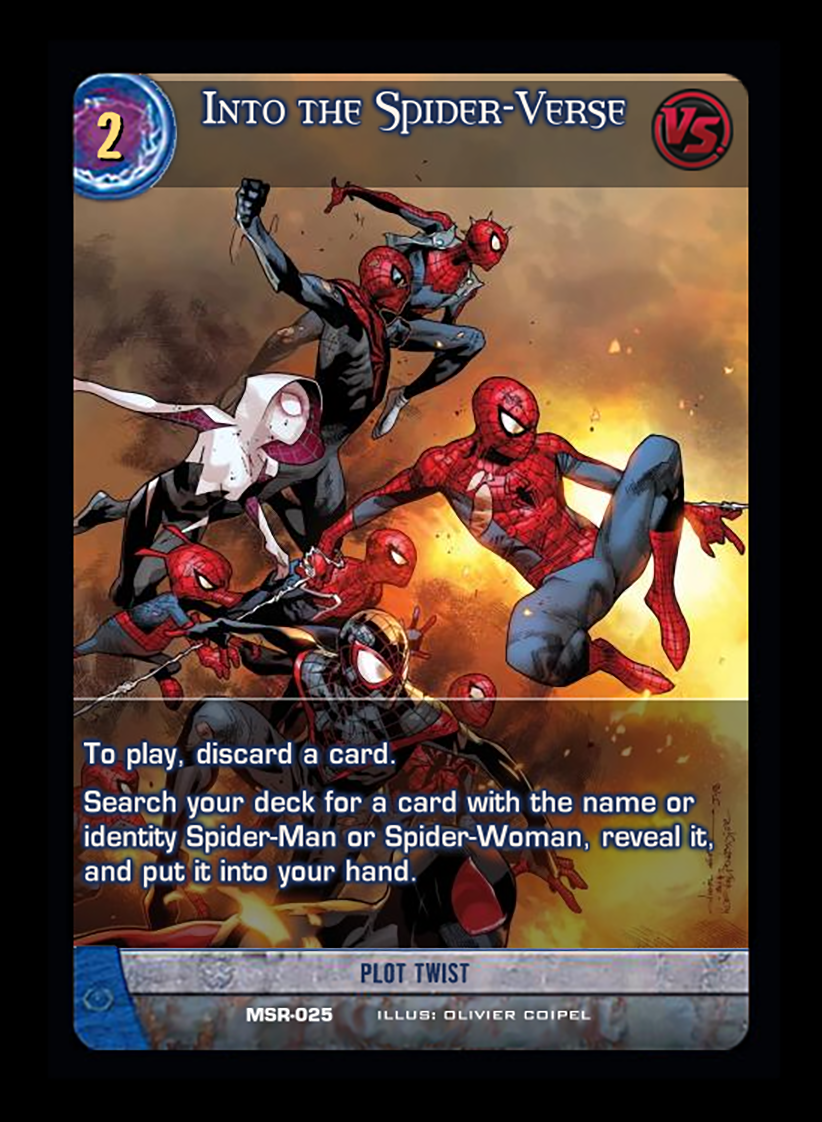 2
INTO THE SPIDER-VERSE
VS.
To play, discard a card.
Search your deck for a card with the name or
identity Spider-Man or Spider-Woman, reveal it,
and put it into your hand.
PLOT TWIST
MSR-025 ILLUS: OLIVIER COIPEL